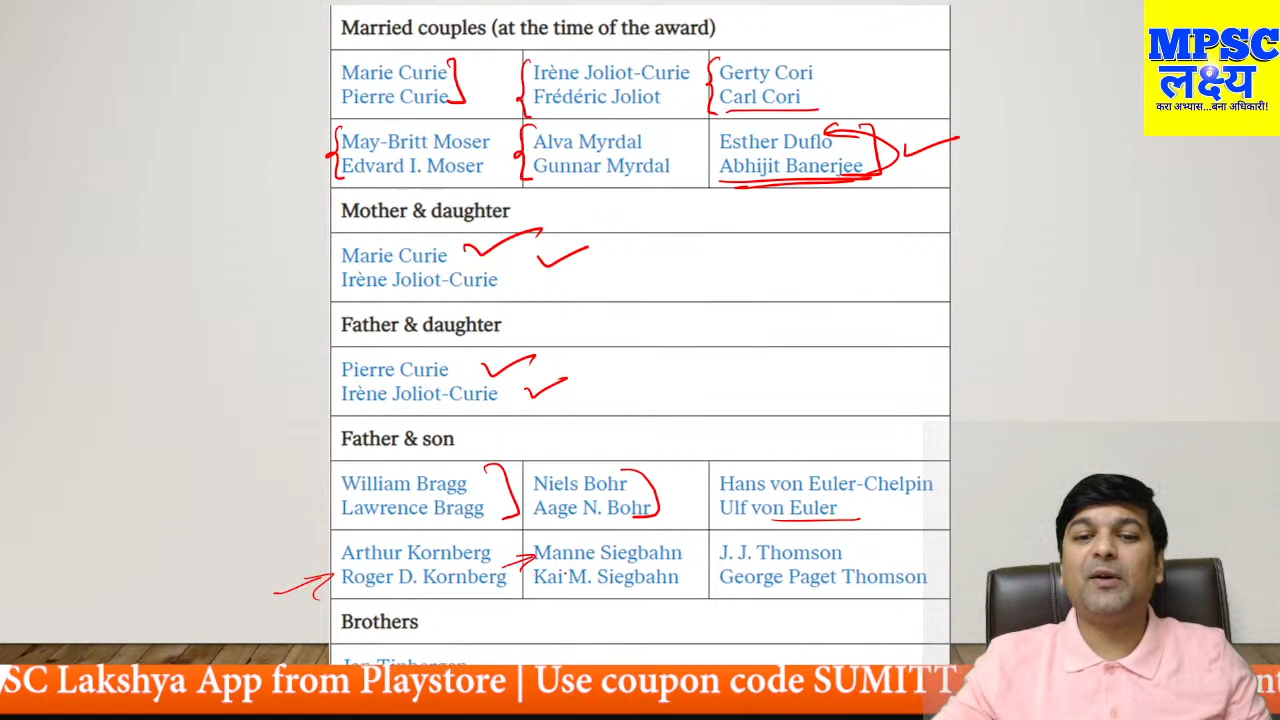 Married couples (at the time of the award)
Marie Curie
Pierre Curie
Irène Joliot-Curie
Frédéric Joliot
Gerty Cori
Carl Cori
May-Britt Moser
Edvard I. Moser
Alva Myrdal
Gunnar Myrdal
Esther Duflo
Abhijit Banerjee
Mother & daughter
Marie Curie
Irène Joliot-Curie
Father & daughter
Pierre Curie
Irène Joliot-Curie
Father & son
William Bragg
Lawrence Bragg
Niels Bohr
Aage N. Bohr
Hans von Euler-Chelpin
Ulf von Euler
Arthur Kornberg
Roger D. Kornberg
Manne Siegbahn
Kai M. Siegbahn
J. J. Thomson
George Paget Thomson
Brothers
MPSC
लक्ष्य
करा अभ्यास...बना अधिकारी!
SC Lakshya App from Playstore | Use coupon code SUMITT